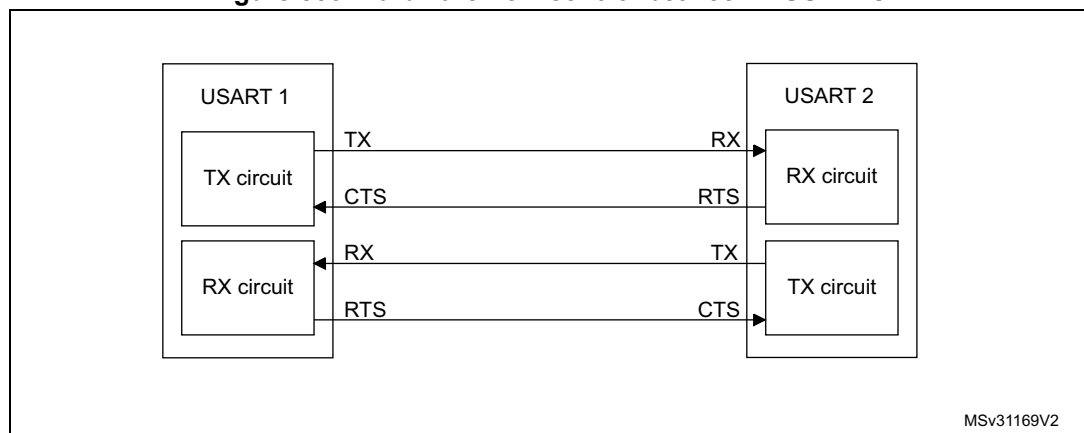 USART 1
USART 2
TX circuit
TX
RX
RX circuit
CTS
RTS
RX circuit
RX
TX
TX circuit
RTS
CTS
MSv31169V2